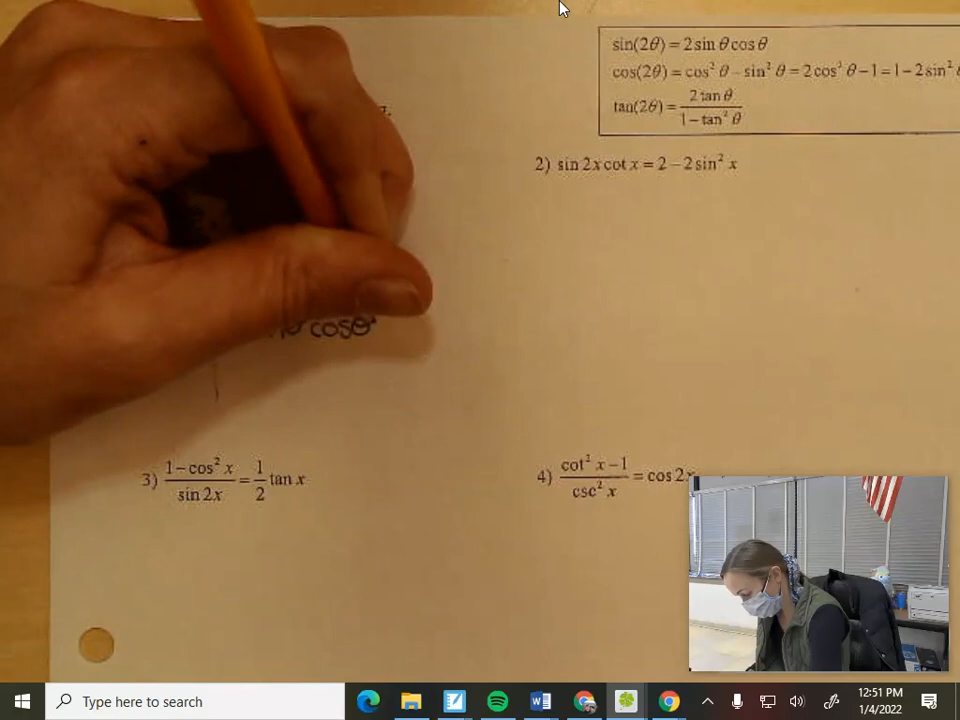 sin(2θ) = 2 sin θ cos θ
cos(2θ) = cos² θ − sin² θ = 2cos² θ − 1 = 1 − 2 sin²
tan(2θ) = 2 tan θ / 1 − tan² θ
2) sin 2x cot x = 2 − 2 sin² x
cosθ
3) 1 − cos² x / sin 2x = 1/2 tan x
4) cot² x − 1 / csc² x = cos 2x
Type here to search
12:51 PM
1/4/2022